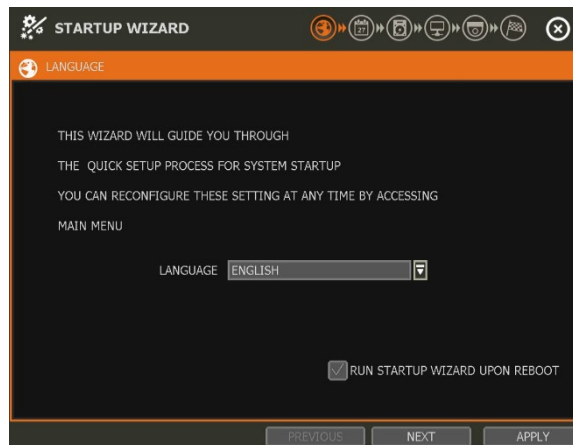 STARTUP WIZARD
27
LANGUAGE
THIS WIZARD WILL GUIDE YOU THROUGH
THE QUICK SETUP PROCESS FOR SYSTEM STARTUP
YOU CAN RECONFIGURE THESE SETTING AT ANY TIME BY ACCESSING
MAIN MENU
LANGUAGE ENGLISH
RUN STARTUP WIZARD UPON REBOOT
PREVIOUS NEXT APPLY